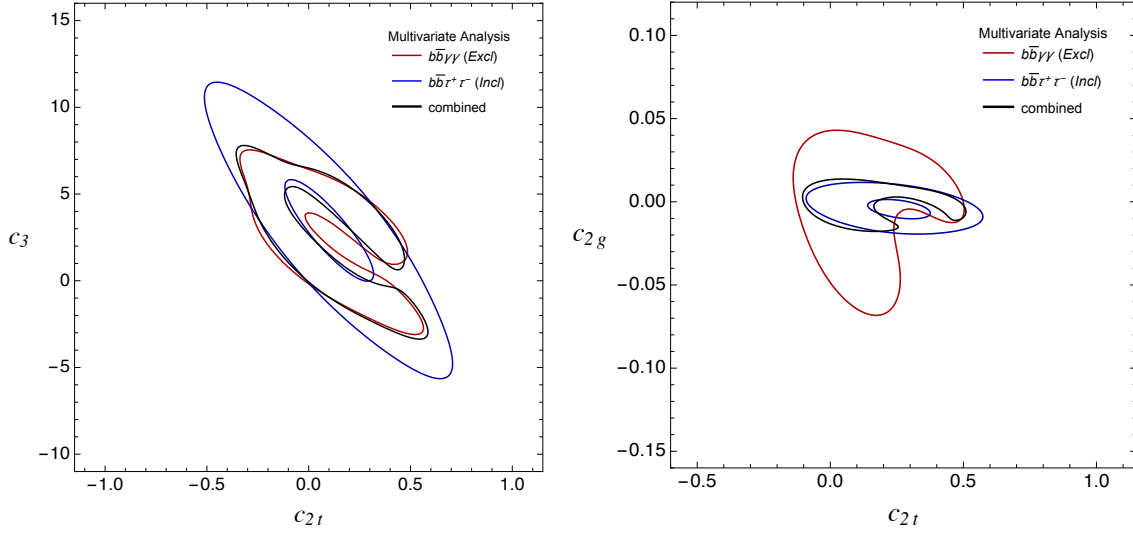 Multivariate Analysis
bb̅γγ (Excl)
bb̅τ⁺τ⁻ (Incl)
combined
15
10
5
0
−5
−10
c₃
−1.0 −0.5 0.0 0.5 1.0
c₂ₜ
Multivariate Analysis
bb̅γγ (Excl)
bb̅τ⁺τ⁻ (Incl)
combined
0.10
0.05
0.00
−0.05
−0.10
−0.15
c₂g
−0.5 0.0 0.5 1.0
c₂ₜ